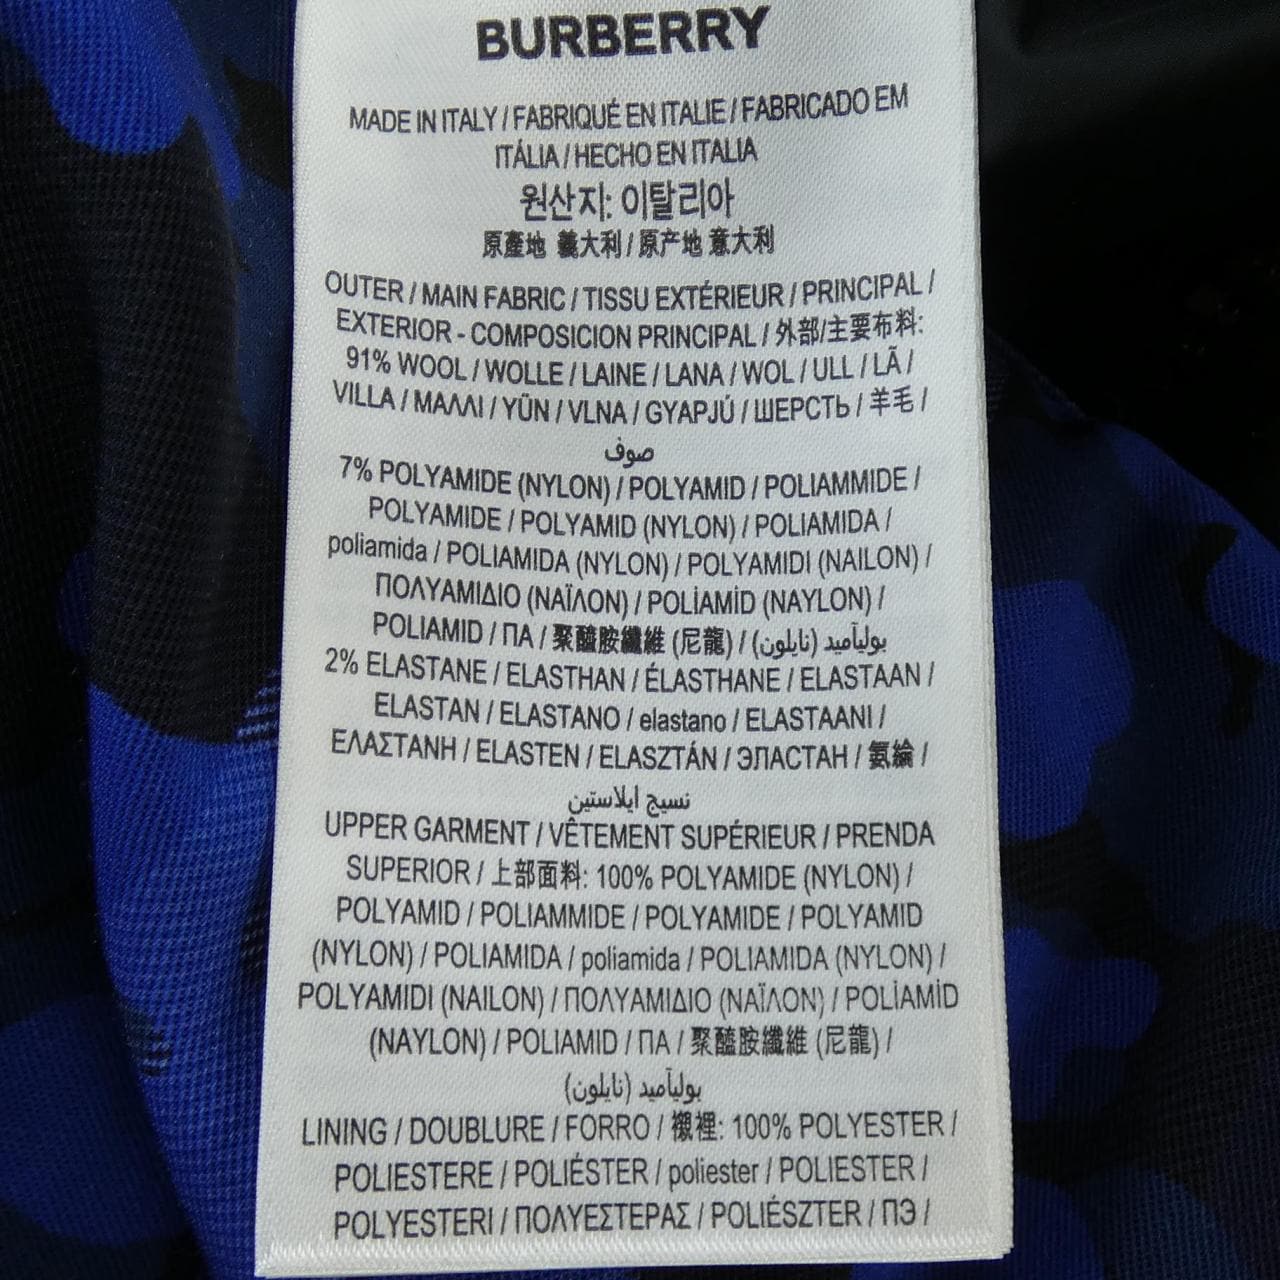 BURBERRY
MADE IN ITALY / FABRIQUÉ EN ITALIE / FABRICADO EM
ITÁLIA / HECHO EN ITALIA
원산지: 이탈리아
原產地 義大利 / 原产地 意大利
OUTER / MAIN FABRIC / TISSU EXTÉRIEUR / PRINCIPAL /
EXTERIOR - COMPOSICION PRINCIPAL / 外部/主要布料:
91% WOOL / WOLLE / LAINE / LANA / WOL / ULL / LÃ /
VILLA / ΜΑΛΛΙ / YÜN / VLNA / GYAPJÚ / ШЕРСТЬ / 羊毛 /
صوف
7% POLYAMIDE (NYLON) / POLYAMID / POLIAMMIDE /
POLYAMIDE / POLYAMID (NYLON) / POLIAMIDA /
poliamida / POLIAMIDA (NYLON) / POLYAMIDI (NAILON) /
ΠΟΛΥΑΜΙΔΙΟ (ΝΑΪΛΟΝ) / POLİAMİD (NAYLON) /
POLIAMID / ПА / 聚醯胺纖維 (尼龍) / بوليآميد (نايلون)
2% ELASTANE / ELASTHAN / ÉLASTHANE / ELASTAAN /
ELASTAN / ELASTANO / elastano / ELASTAANI /
ΕΛΑΣΤΑΝΗ / ELASTEN / ELASZTÁN / ЭЛАСТАН / 氨綸 /
نسيج ايلاستين
UPPER GARMENT / VÊTEMENT SUPÉRIEUR / PRENDA
SUPERIOR / 上部面料: 100% POLYAMIDE (NYLON) /
POLYAMID / POLIAMMIDE / POLYAMIDE / POLYAMID
(NYLON) / POLIAMIDA / poliamida / POLIAMIDA (NYLON) /
POLYAMIDI (NAILON) / ΠΟΛΥΑΜΙΔΙΟ (ΝΑΪΛΟΝ) / POLİAMİD
(NAYLON) / POLIAMID / ПА / 聚醯胺纖維 (尼龍) /
بوليآميد (نايلون)
LINING / DOUBLURE / FORRO / 襯裡: 100% POLYESTER /
POLIESTERE / POLIÉSTER / poliester / POLIESTER /
POLYESTERI / ΠΟΛΥΕΣΤΕΡΑΣ / POLIÉSZTER / ПЭ /